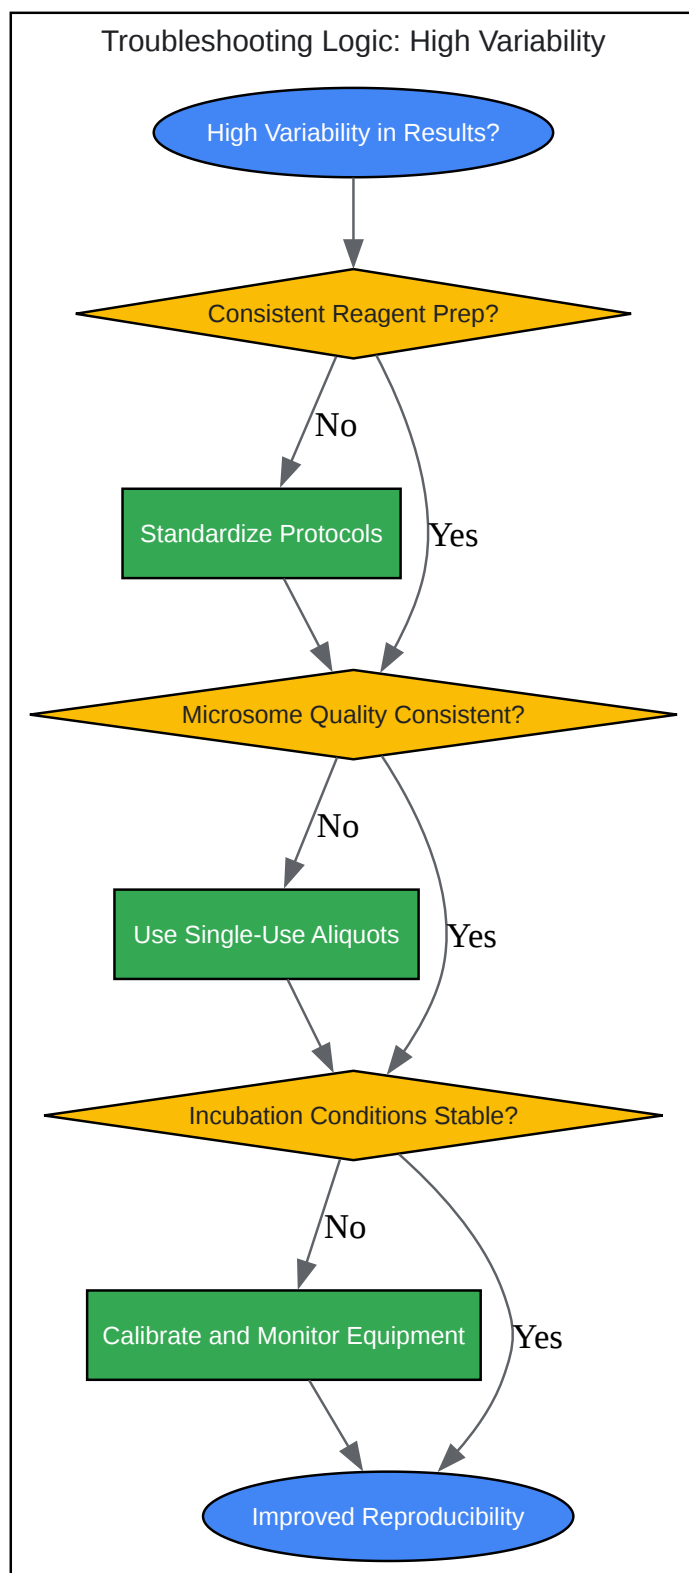 Troubleshooting Logic: High Variability
High Variability in Results?
Consistent Reagent Prep?
No
Standardize Protocols
Yes
Microsome Quality Consistent?
No
Use Single-Use Aliquots
Yes
Incubation Conditions Stable?
No
Calibrate and Monitor Equipment
Yes
Improved Reproducibility